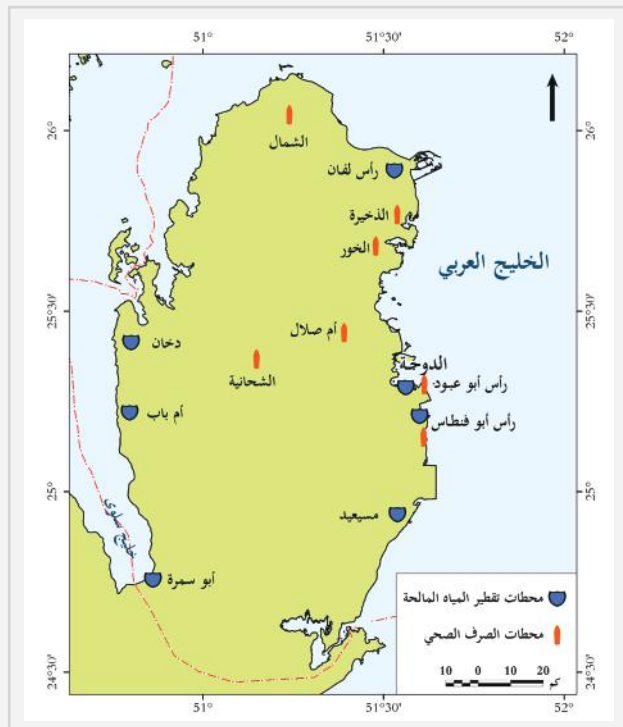 51°
51°30'
52°
26°
26°
الشمال
رأس لفان
الذخيرة
الخور
الخليج العربي
25°30'
25°30'
أم صلال
دخان
الشحانية
الدوحة
رأس أبو عبود
أم باب
رأس أبو فنطاس
25°
25°
مسيعيد
خليج سلوى
أبو سمرة
محطات تقطير المياه المالحة
محطات الصرف الصحي
10 0 10 20 كم
24°30'
24°30'
51°
51°30'
52°